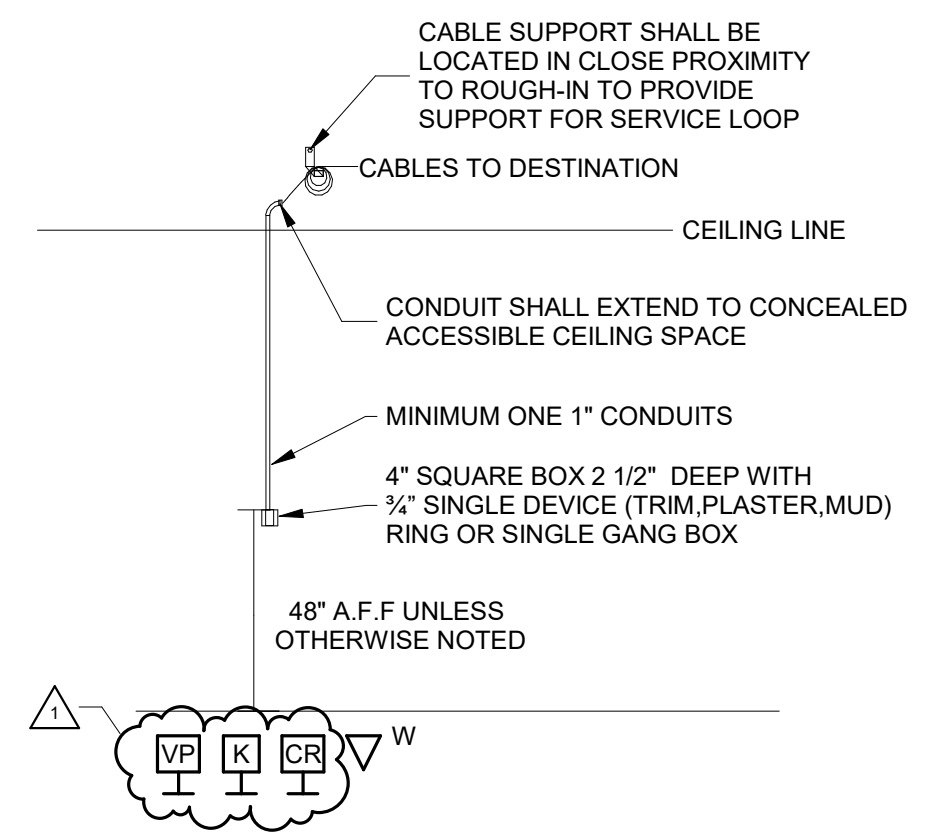 CABLE SUPPORT SHALL BE
LOCATED IN CLOSE PROXIMITY
TO ROUGH-IN TO PROVIDE
SUPPORT FOR SERVICE LOOP
CABLES TO DESTINATION
CEILING LINE
CONDUIT SHALL EXTEND TO CONCEALED
ACCESSIBLE CEILING SPACE
MINIMUM ONE 1" CONDUITS
4" SQUARE BOX 2 1/2" DEEP WITH
¾” SINGLE DEVICE (TRIM,PLASTER,MUD)
RING OR SINGLE GANG BOX
48" A.F.F UNLESS
OTHERWISE NOTED
1
VP K CR W